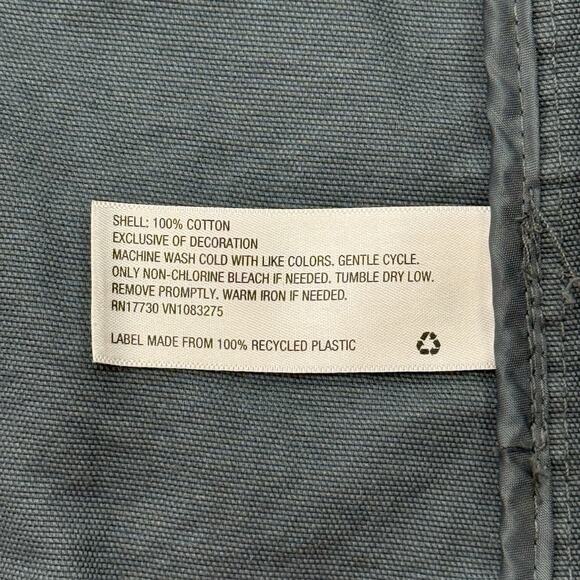 SHELL: 100% COTTON
EXCLUSIVE OF DECORATION
MACHINE WASH COLD WITH LIKE COLORS. GENTLE CYCLE.
ONLY NON-CHLORINE BLEACH IF NEEDED. TUMBLE DRY LOW.
REMOVE PROMPTLY. WARM IRON IF NEEDED.
RN17730 VN1083275
LABEL MADE FROM 100% RECYCLED PLASTIC